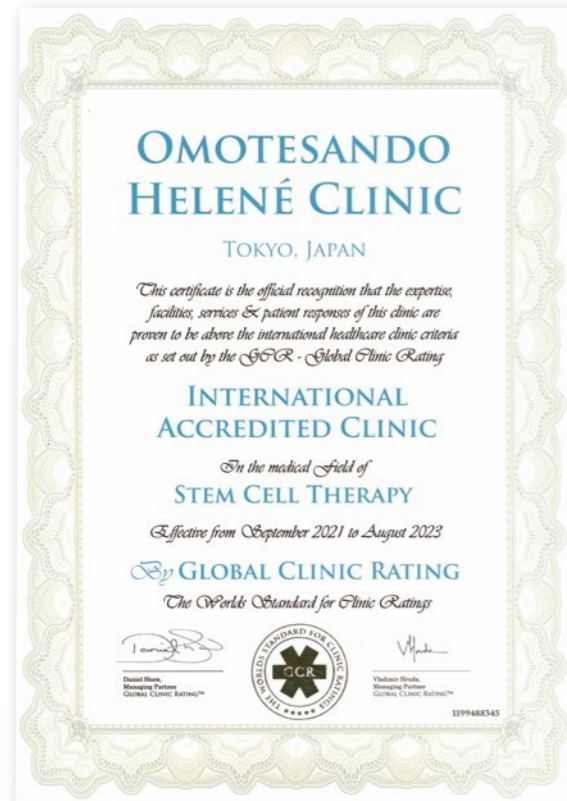 OMOTESANDO
HELENÉ CLINIC
TOKYO, JAPAN
This certificate is the official recognition that the expertise,
facilities, services & patient responses of this clinic are
proven to be above the international healthcare clinic criteria
as set out by the GCR - Global Clinic Rating
INTERNATIONAL
ACCREDITED CLINIC
In the medical field of
STEM CELL THERAPY
Effective from September 2021 to August 2023
By GLOBAL CLINIC RATING
The Worlds Standard for Clinic Ratings
Daniel Shaw,
Managing Partner
GLOBAL CLINIC RATING™
THE WORLDS STANDARD FOR CLINIC RATINGS
GCR
Vladimir Hruda,
Managing Partner
GLOBAL CLINIC RATING™
1199488345